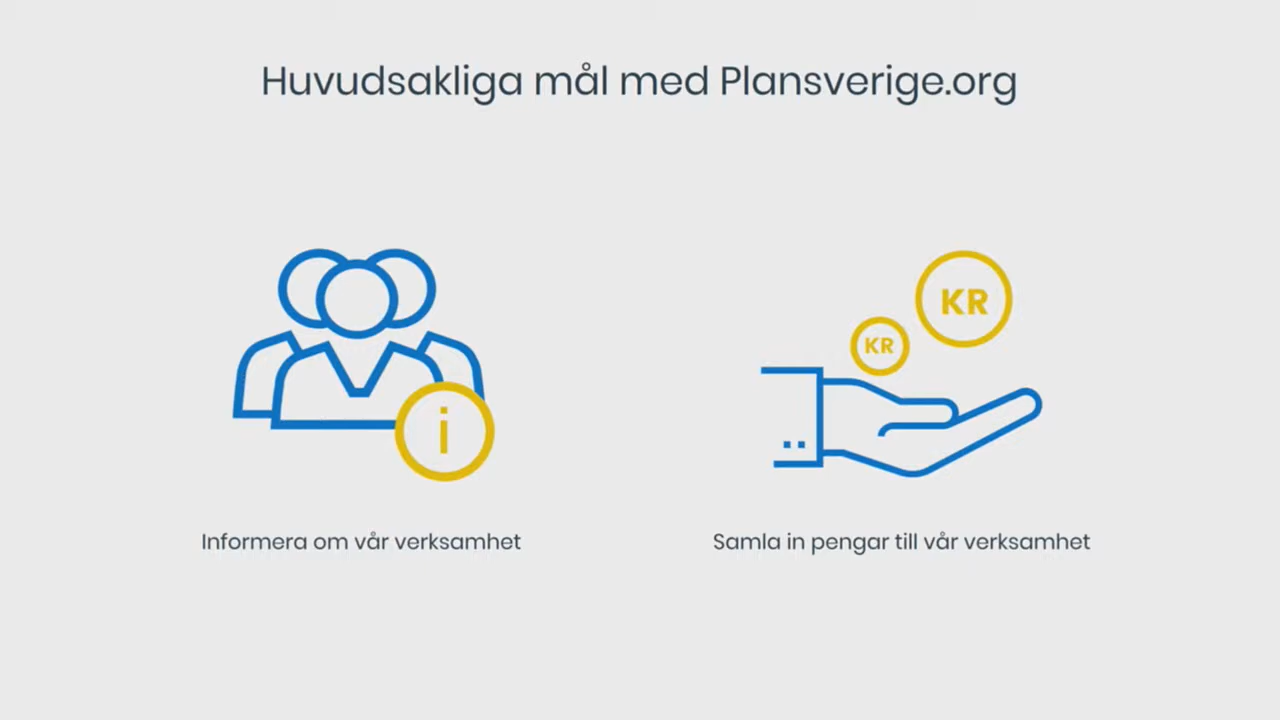 Huvudsakliga mål med Plansverige.org
KR
KR
i
Informera om vår verksamhet
Samla in pengar till vår verksamhet